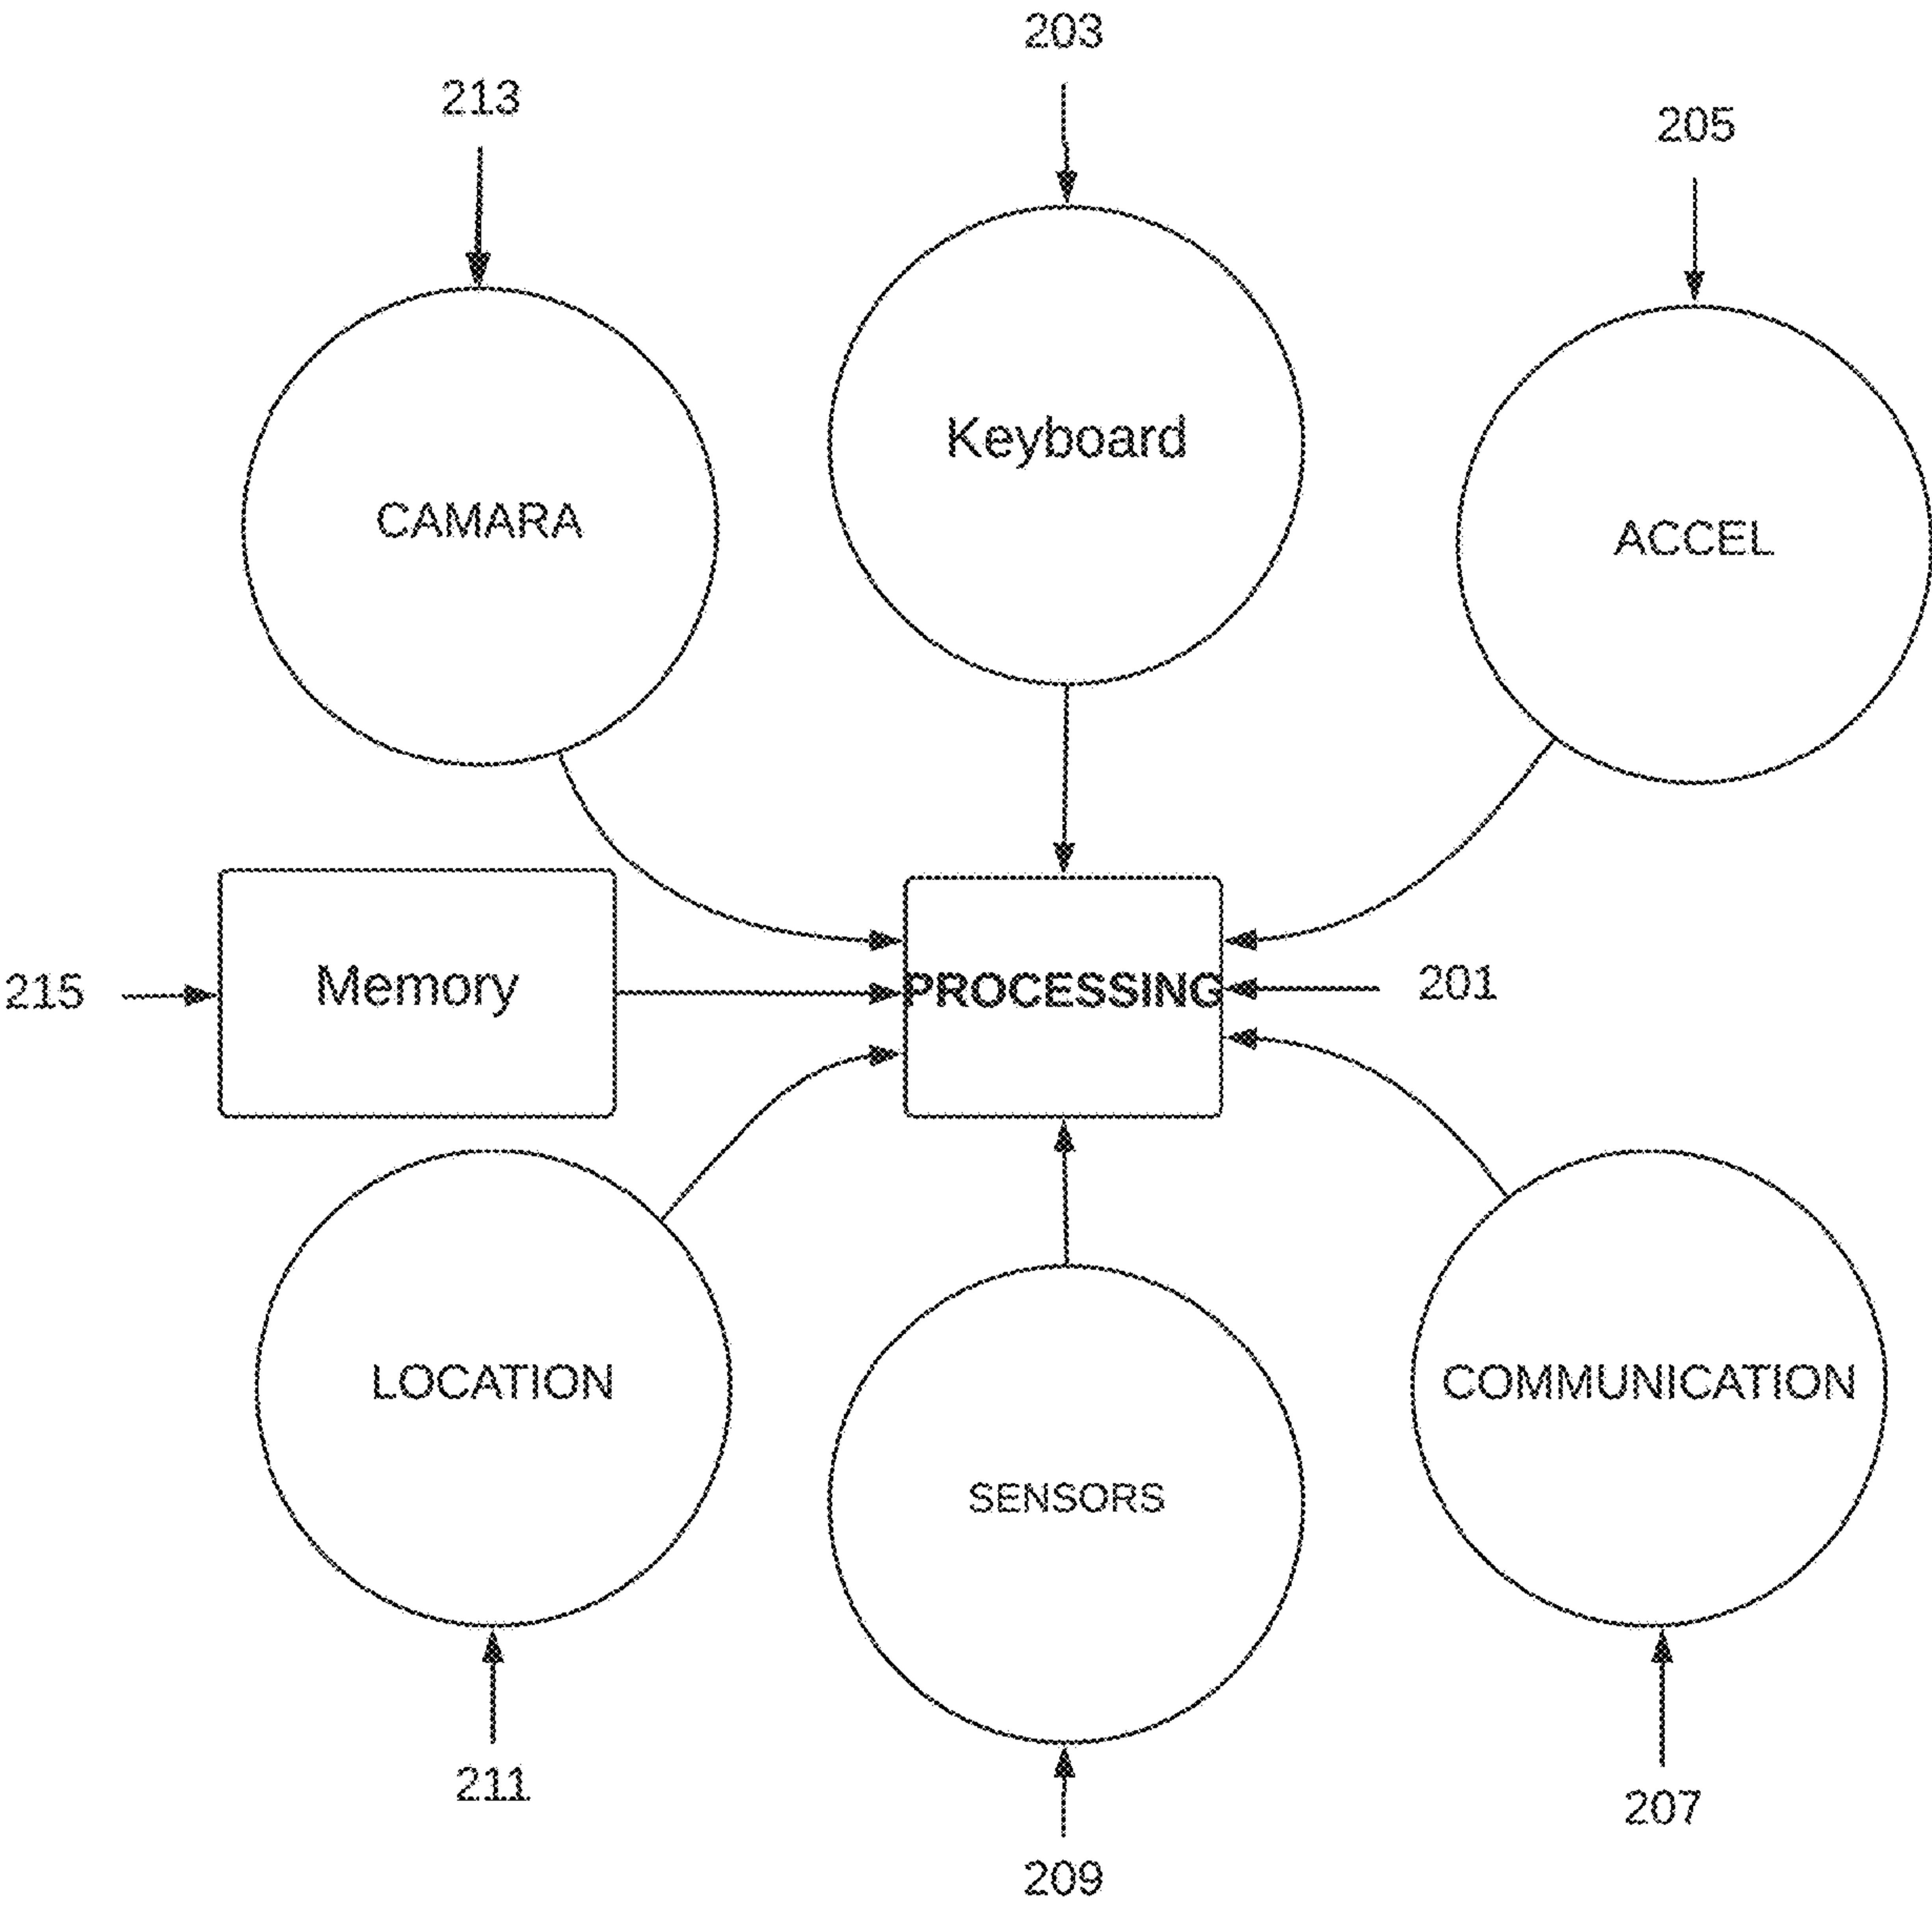 203
213
205
Keyboard
CAMARA
ACCEL
Memory
PROCESSING
201
215
LOCATION
COMMUNICATION
SENSORS
211
207
209